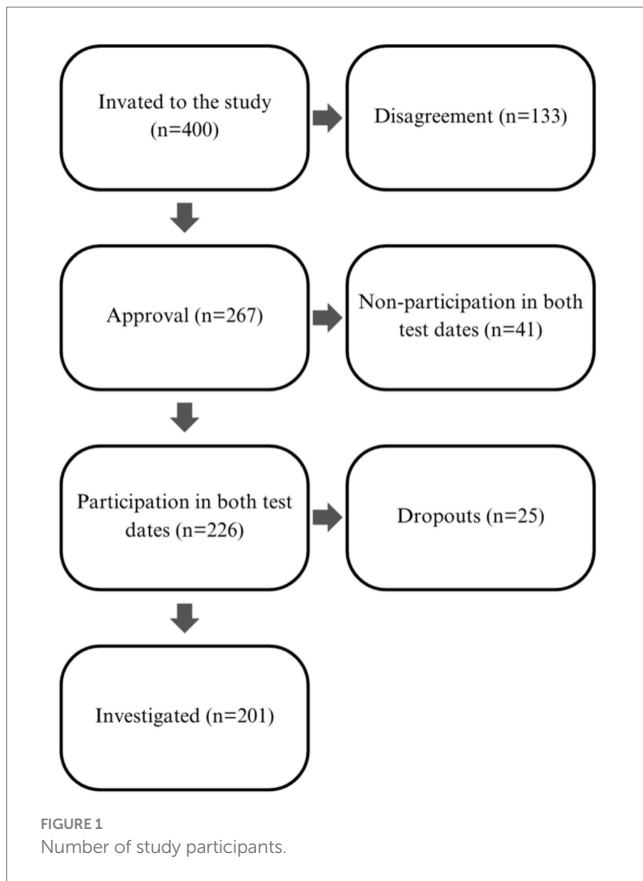 Invated to the study
(n=400)
Disagreement (n=133)
Approval (n=267)
Non-participation in both
test dates (n=41)
Participation in both test
dates (n=226)
Dropouts (n=25)
Investigated (n=201)
FIGURE 1
Number of study participants.